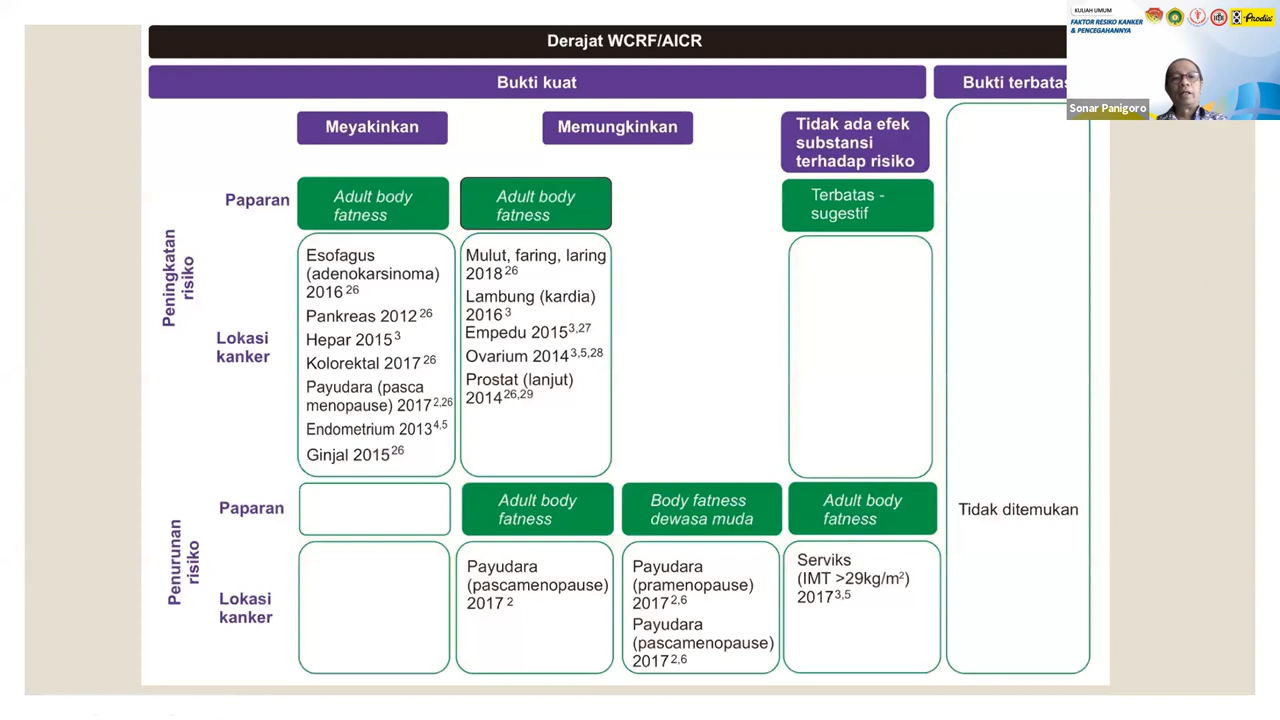 Derajat WCRF/AICR
Bukti kuat
Bukti terbatas
Meyakinkan
Memungkinkan
Tidak ada efek
substansi
terhadap risiko
Peningkatan
risiko
Paparan
Adult body
fatness
Adult body
fatness
Terbatas -
sugestif
Lokasi
kanker
Esofagus
(adenokarsinoma)
2016 26
Pankreas 2012 26
Hepar 2015 3
Kolorektal 2017 26
Payudara (pasca
menopause) 2017 2,26
Endometrium 2013 4,5
Ginjal 2015 26
Mulut, faring, laring
2018 26
Lambung (kardia)
2016 3
Empedu 2015 3,27
Ovarium 2014 3,5,28
Prostat (lanjut)
2014 26,29
Penurunan
risiko
Paparan
Adult body
fatness
Body fatness
dewasa muda
Adult body
fatness
Tidak ditemukan
Lokasi
kanker
Payudara
(pascamenopause)
2017 2
Payudara
(pramenopause)
2017 2,6
Payudara
(pascamenopause)
2017 2,6
Serviks
(IMT >29kg/m²)
2017 3,5
KULIAH UMUM
FAKTOR RESIKO KANKER
& PENCEGAHANNYA
Prodia
Sonar Panigoro